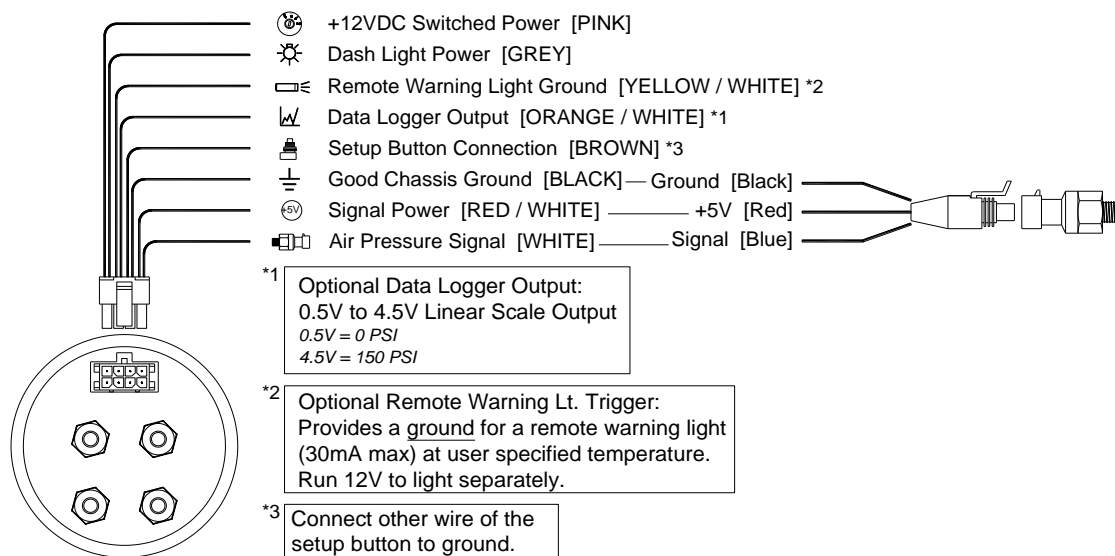 +12VDC Switched Power [PINK]
Dash Light Power [GREY]
Remote Warning Light Ground [YELLOW / WHITE] *2
Data Logger Output [ORANGE / WHITE] *1
Setup Button Connection [BROWN] *3
Good Chassis Ground [BLACK] Ground [Black]
+5V Signal Power [RED / WHITE] +5V [Red]
Air Pressure Signal [WHITE] Signal [Blue]
*1 Optional Data Logger Output:
0.5V to 4.5V Linear Scale Output
0.5V = 0 PSI
4.5V = 150 PSI
*2 Optional Remote Warning Lt. Trigger:
Provides a ground for a remote warning light
(30mA max) at user specified temperature.
Run 12V to light separately.
*3 Connect other wire of the
setup button to ground.